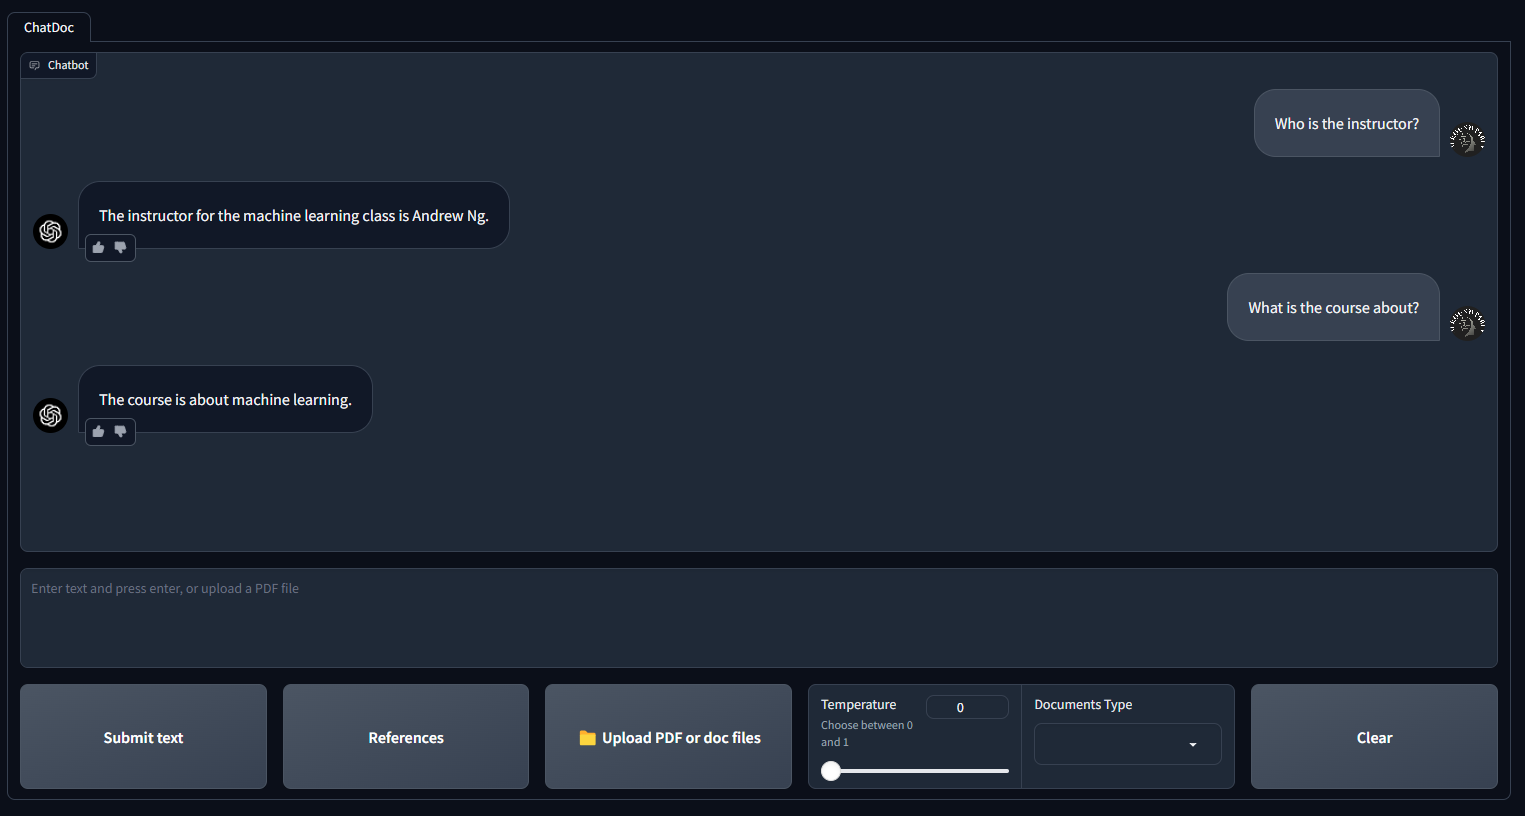 ChatDoc
Chatbot
Who is the instructor?
The instructor for the machine learning class is Andrew Ng.
What is the course about?
The course is about machine learning.
Enter text and press enter, or upload a PDF file
Submit text
References
Upload PDF or doc files
Temperature
0
Choose between 0
and 1
Documents Type
Clear